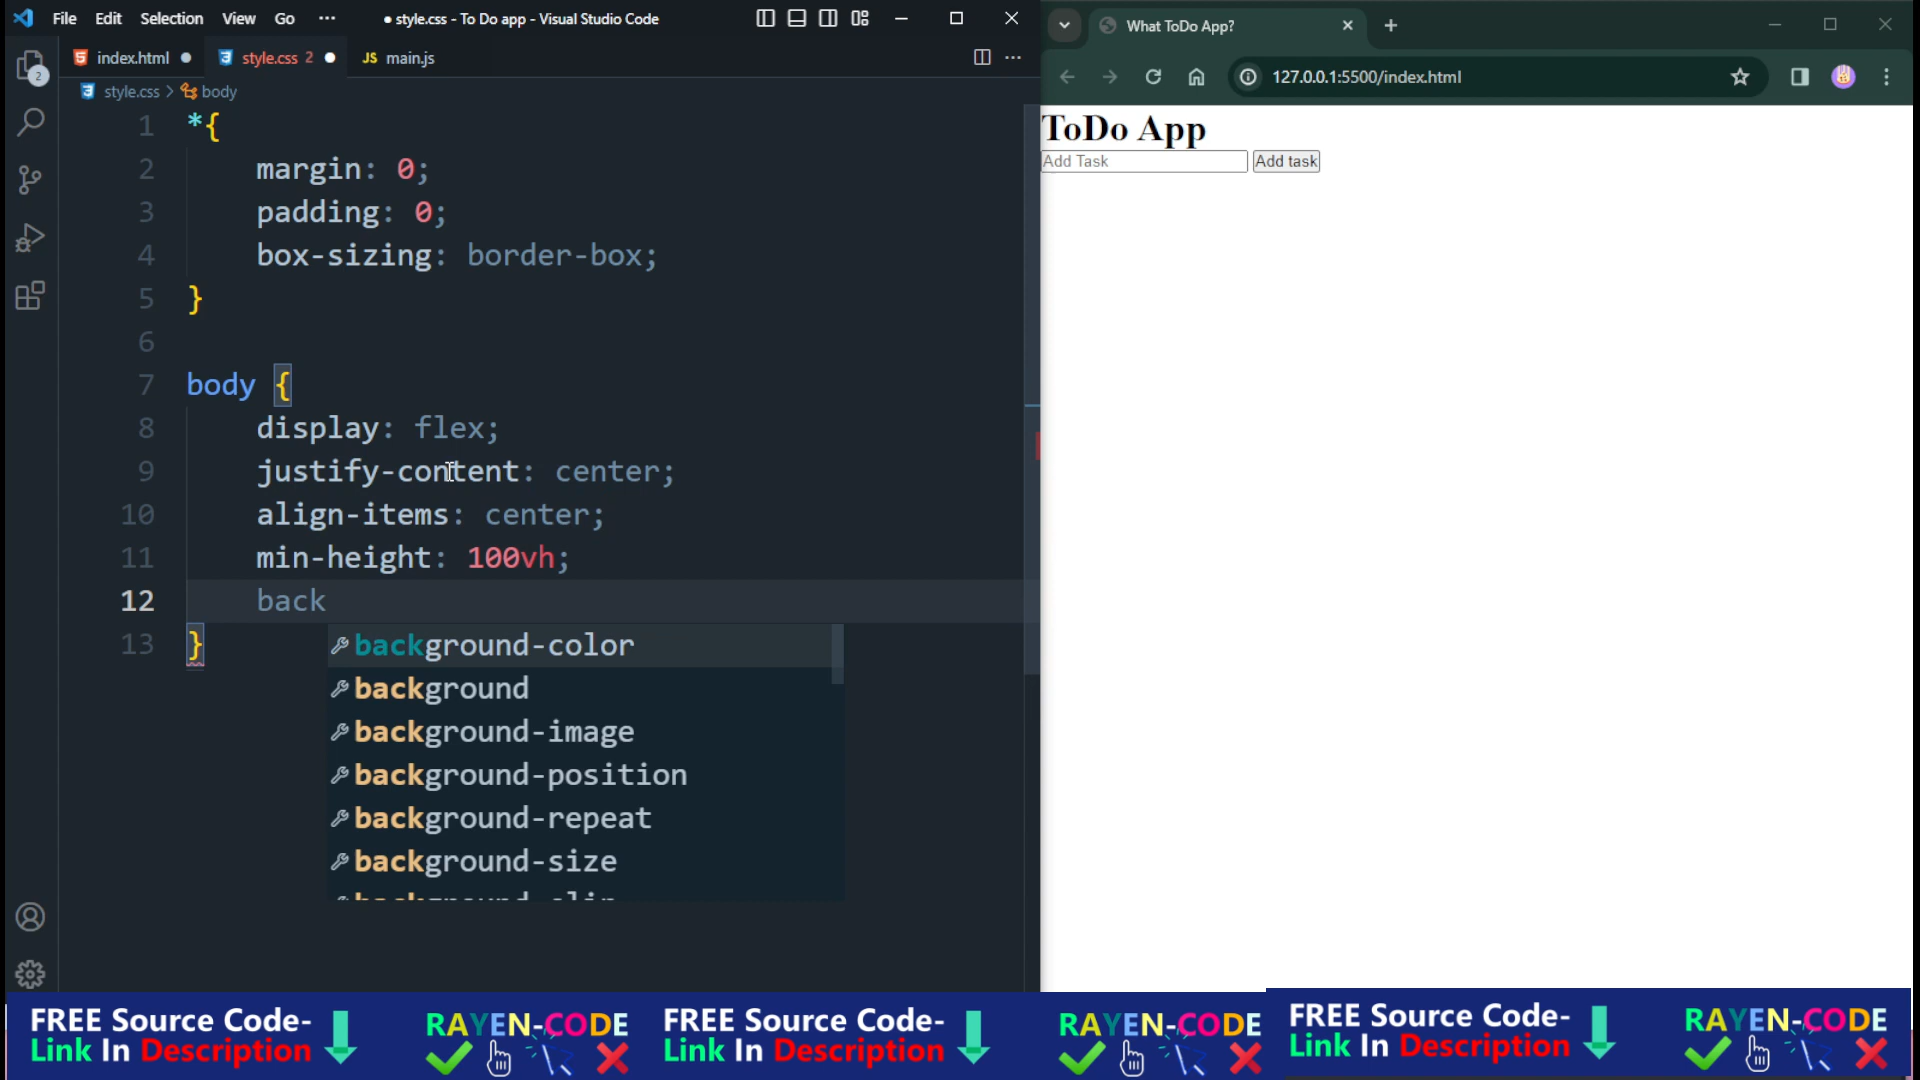 File Edit Selection View Go ··· ● style.css - To Do app - Visual Studio Code
index.html ● style.css 2 ● JS main.js
style.css > body
1 *{
2 margin: 0;
3 padding: 0;
4 box-sizing: border-box;
5 }
6
7 body {
8 display: flex;
9 justify-content: center;
10 align-items: center;
11 min-height: 100vh;
12 back
13 }
background-color
background
background-image
background-position
background-repeat
background-size
2
What ToDo App?
127.0.0.1:5500/index.html
ToDo App
Add Task Add task
FREE Source Code-
Link In Description
RAYEN-CODE
FREE Source Code-
Link In Description
RAYEN-CODE
FREE Source Code-
Link In Description
RAYEN-CODE